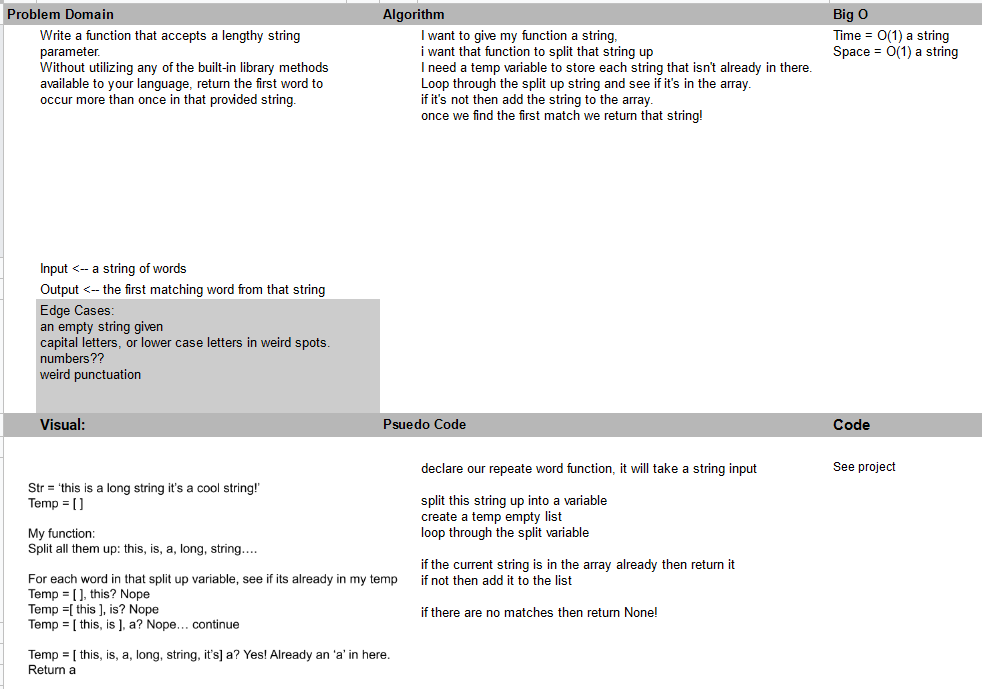 Problem Domain
Write a function that accepts a lengthy string
parameter.
Without utilizing any of the built-in library methods
available to your language, return the first word to
occur more than once in that provided string.
Input <-- a string of words
Output <-- the first matching word from that string
Edge Cases:
an empty string given
capital letters, or lower case letters in weird spots.
numbers??
weird punctuation
Algorithm
I want to give my function a string,
i want that function to split that string up
I need a temp variable to store each string that isn't already in there.
Loop through the split up string and see if it's in the array.
if it's not then add the string to the array.
once we find the first match we return that string!
Big O
Time = O(1) a string
Space = O(1) a string
Visual:
Str = 'this is a long string it's a cool string!'
Temp = [ ]
My function:
Split all them up: this, is, a, long, string….
For each word in that split up variable, see if its already in my temp
Temp = [ ], this? Nope
Temp =[ this ], is? Nope
Temp = [ this, is ], a? Nope… continue
Temp = [ this, is, a, long, string, it's] a? Yes! Already an 'a' in here.
Return a
Psuedo Code
declare our repeate word function, it will take a string input
split this string up into a variable
create a temp empty list
loop through the split variable
if the current string is in the array already then return it
if not then add it to the list
if there are no matches then return None!
Code
See project